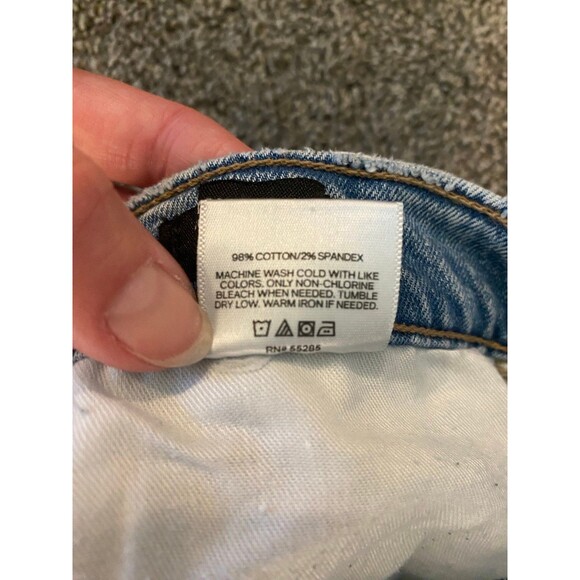 98% COTTON/2% SPANDEX
MACHINE WASH COLD WITH LIKE
COLORS. ONLY NON-CHLORINE
BLEACH WHEN NEEDED. TUMBLE
DRY LOW. WARM IRON IF NEEDED.
RN# 55285